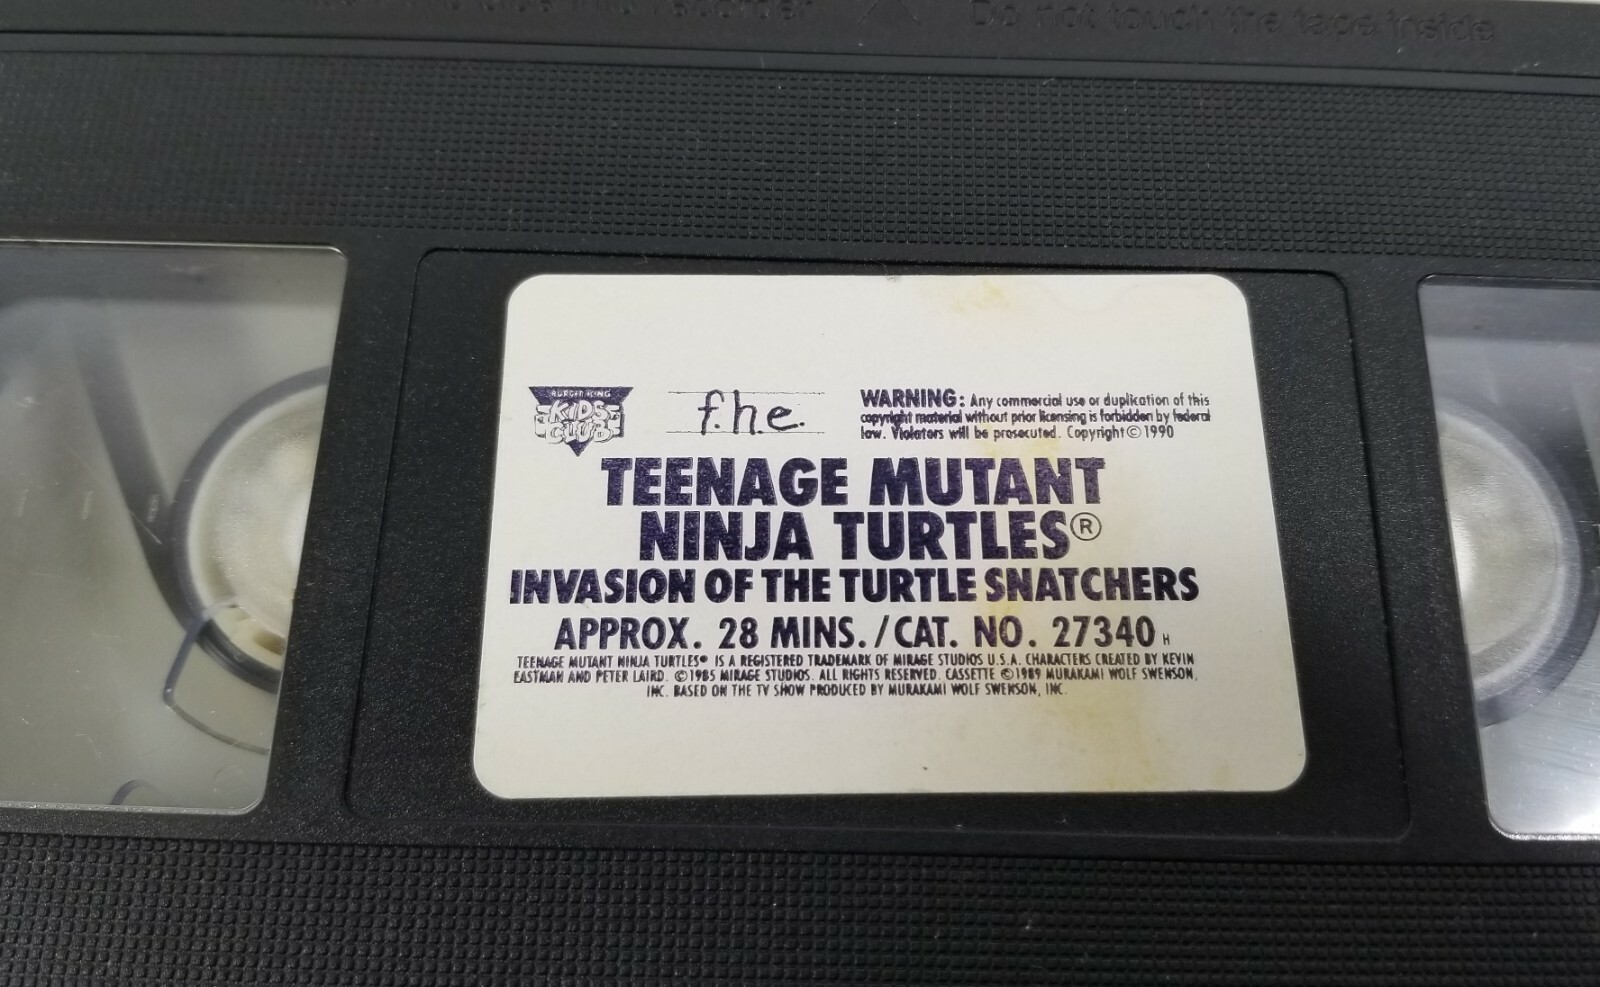 recorder
Do not touch the tape inside
BURGER KING
KIDS
CLUB
f.h.e.
WARNING: Any commercial use or duplication of this
copyright material without prior licensing is forbidden by federal
law. Violators will be prosecuted. Copyright © 1990
TEENAGE MUTANT
NINJA TURTLES®
INVASION OF THE TURTLE SNATCHERS
APPROX. 28 MINS. / CAT. NO. 27340 H
TEENAGE MUTANT NINJA TURTLES® IS A REGISTERED TRADEMARK OF MIRAGE STUDIOS U.S.A. CHARACTERS CREATED BY KEVIN
EASTMAN AND PETER LAIRD. ©1985 MIRAGE STUDIOS. ALL RIGHTS RESERVED. CASSETTE ©1989 MURAKAMI WOLF SWENSON,
INC. BASED ON THE TV SHOW PRODUCED BY MURAKAMI WOLF SWENSON, INC.